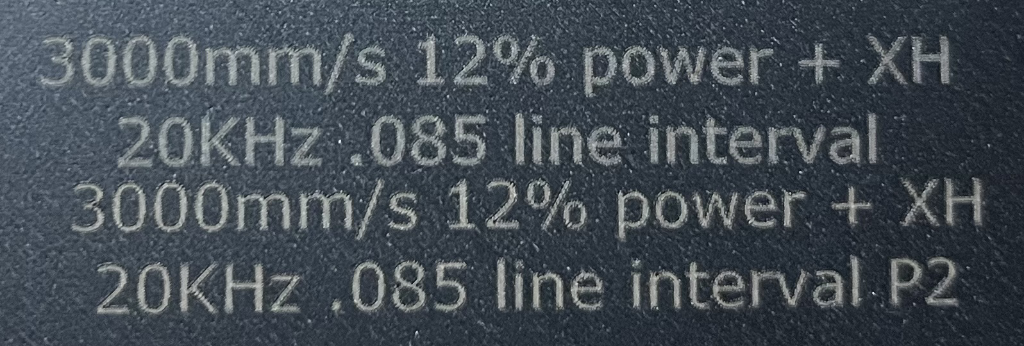 3000mm/s 12% power + XH
20KHz .085 line interval
3000mm/s 12% power + XH
20KHz .085 line interval P2